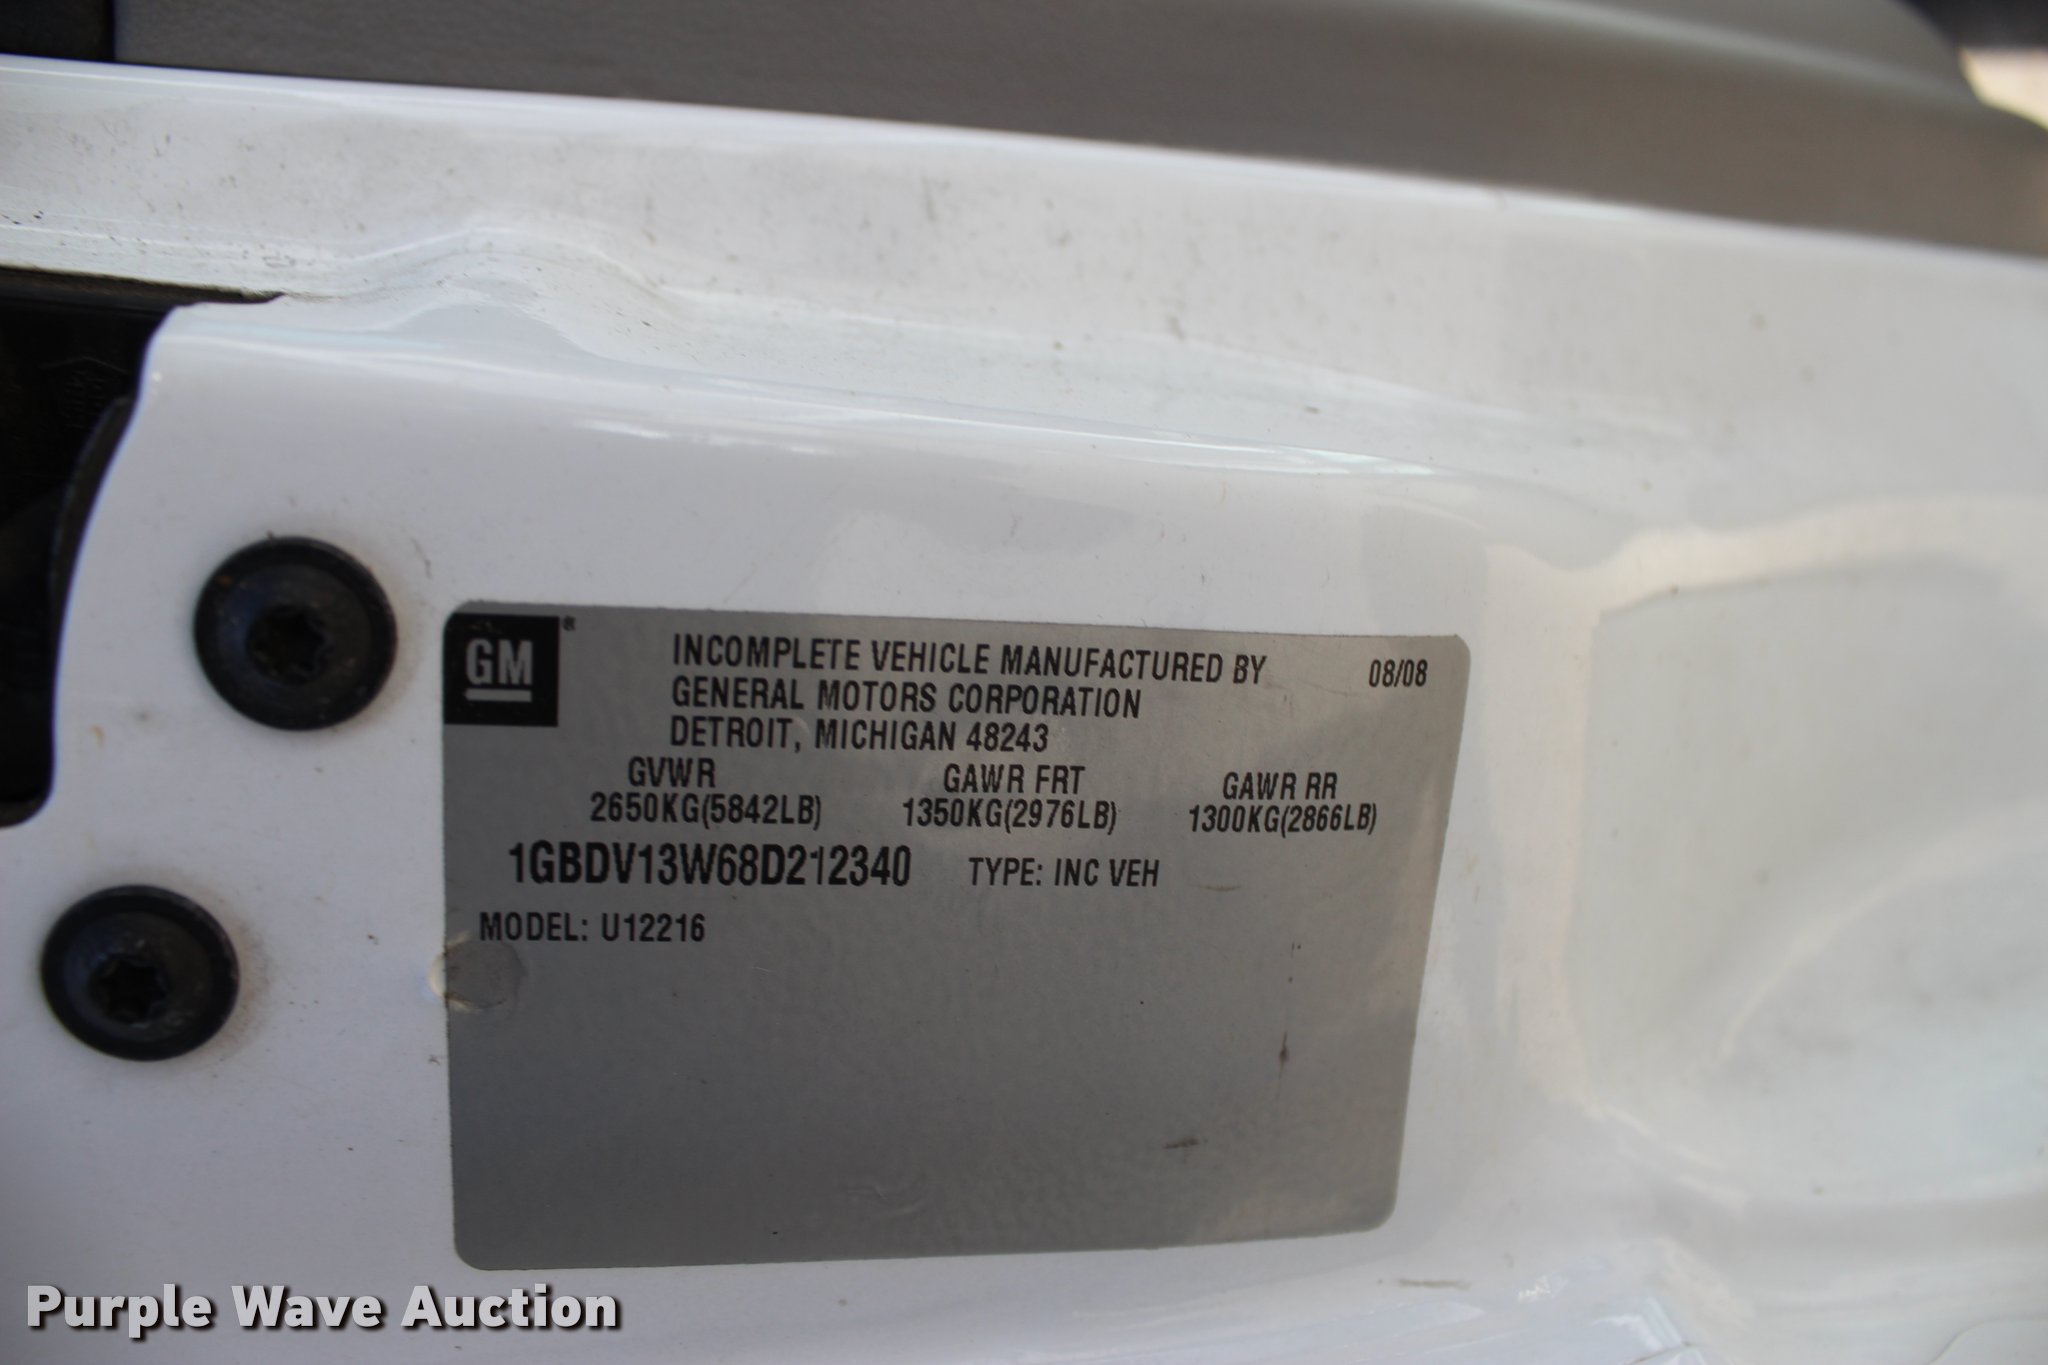 GM®
INCOMPLETE VEHICLE MANUFACTURED BY 08/08
GENERAL MOTORS CORPORATION
DETROIT, MICHIGAN 48243
GVWR GAWR FRT GAWR RR
2650KG(5842LB) 1350KG(2976LB) 1300KG(2866LB)
1GBDV13W68D212340 TYPE: INC VEH
MODEL: U12216
Purple Wave Auction